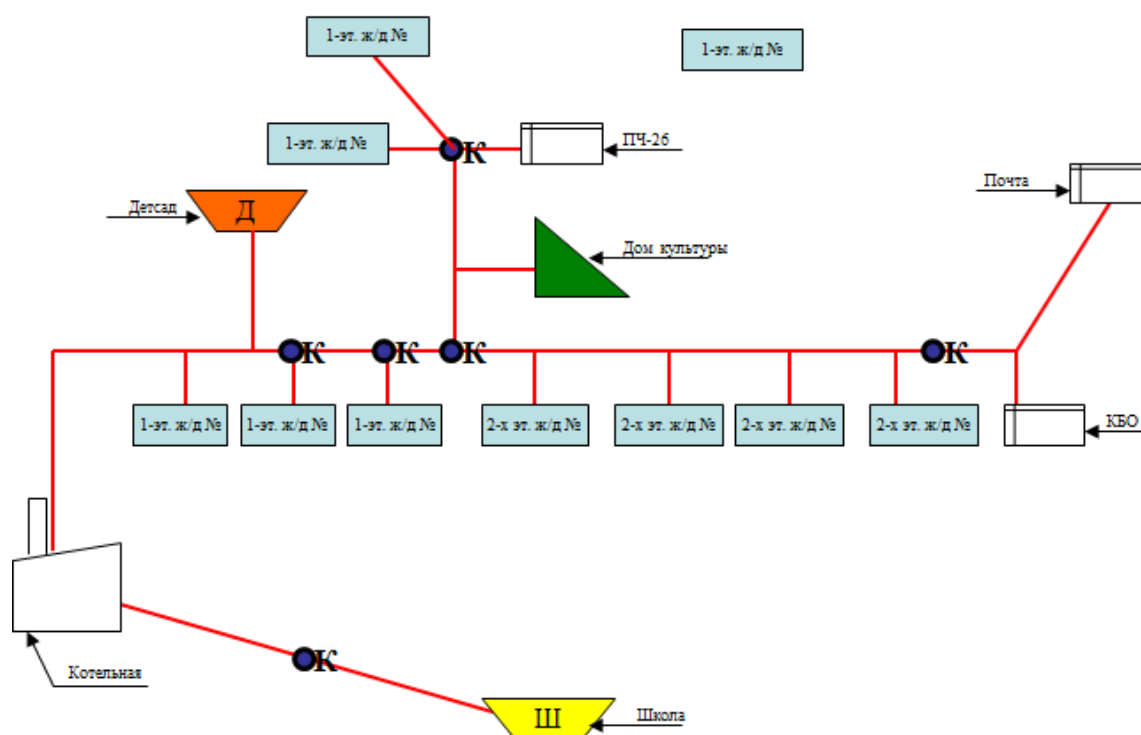 1-эт. ж/д №
1-эт. ж/д №
1-эт. ж/д №
К
ПЧ-26
Почта
Детсад
Д
Дом культуры
К
К
К
К
1-эт. ж/д №
1-эт. ж/д №
1-эт. ж/д №
2-х эт. ж/д №
2-х эт. ж/д №
2-х эт. ж/д №
2-х эт. ж/д №
КБО
К
Котельная
Ш
Школа